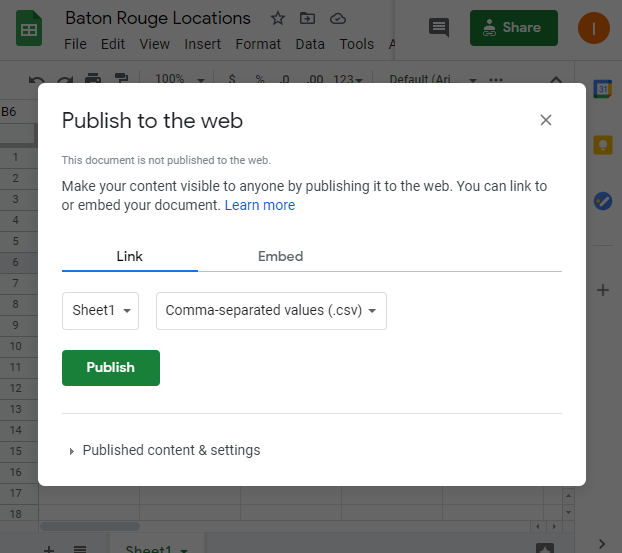 Baton Rouge Locations
File Edit View Insert Format Data Tools A
Share
I
100% $ % .0 .00 123 Default (Ari...
31
B6
Publish to the web
This document is not published to the web.
Make your content visible to anyone by publishing it to the web. You can link to
or embed your document. Learn more
Link Embed
Sheet1 Comma-separated values (.csv)
Publish
Published content & settings
1
2
3
4
5
6
7
8
9
10
11
12
13
14
15
16
17
18
Sheet1